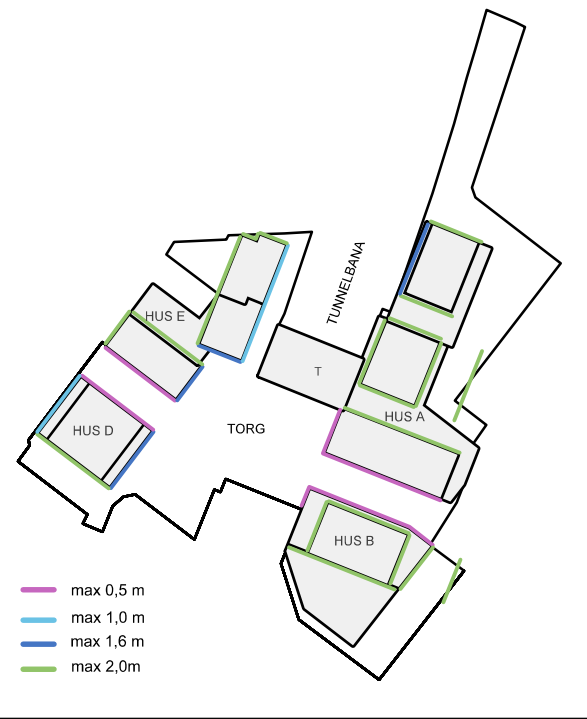 TUNNELBANA
HUS E
T
HUS A
HUS D
TORG
HUS B
max 0,5 m
max 1,0 m
max 1,6 m
max 2,0m